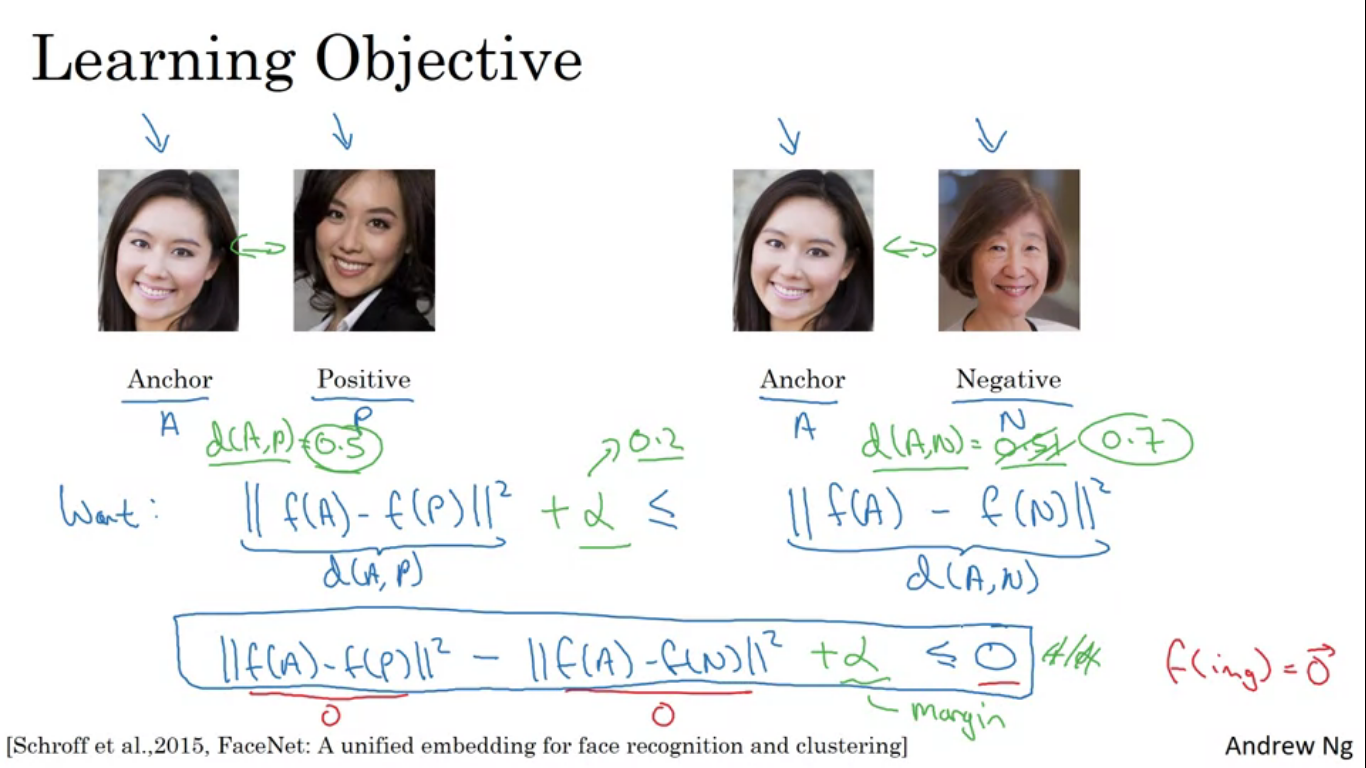 Learning Objective
Anchor Positive Anchor Negative
A P A N
d(A,P)=0.5 0.2 d(A,N)=0.51 0.7
Want: ||f(A)-f(P)||² + α ≤ ||f(A) - f(N)||²
d(A,P) d(A,N)
||f(A)-f(P)||² - ||f(A)-f(N)||² + α ≤ 0 f(img)=0⃗
0 0 margin
[Schroff et al.,2015, FaceNet: A unified embedding for face recognition and clustering] Andrew Ng